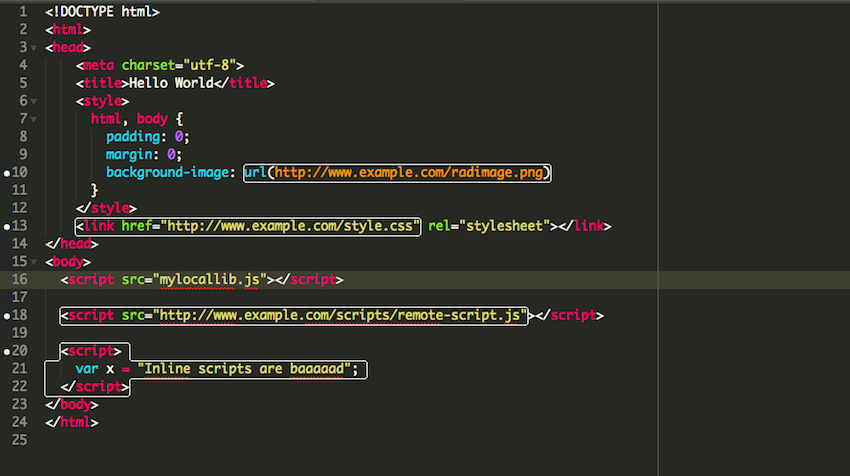 1 <!DOCTYPE html>
2 <html>
3 <head>
4     <meta charset="utf-8">
5     <title>Hello World</title>
6     <style>
7       html, body {
8         padding: 0;
9         margin: 0;
10         background-image: url(http://www.example.com/radimage.png)
11       }
12     </style>
13     <link href="http://www.example.com/style.css" rel="stylesheet"></link>
14 </head>
15 <body>
16   <script src="mylocallib.js"></script>
17
18   <script src="http://www.example.com/scripts/remote-script.js"></script>
19
20   <script>
21     var x = "Inline scripts are baaaaad";
22   </script>
23 </body>
24 </html>
25